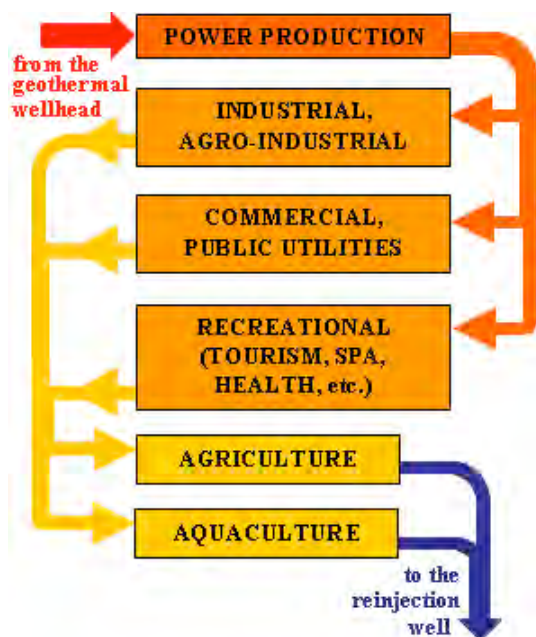 POWER PRODUCTION
from the
geothermal
wellhead
INDUSTRIAL,
AGRO-INDUSTRIAL
COMMERCIAL,
PUBLIC UTILITIES
RECREATIONAL
(TOURISM, SPA,
HEALTH, etc.)
AGRICULTURE
AQUACULTURE
to the
reinjection
well